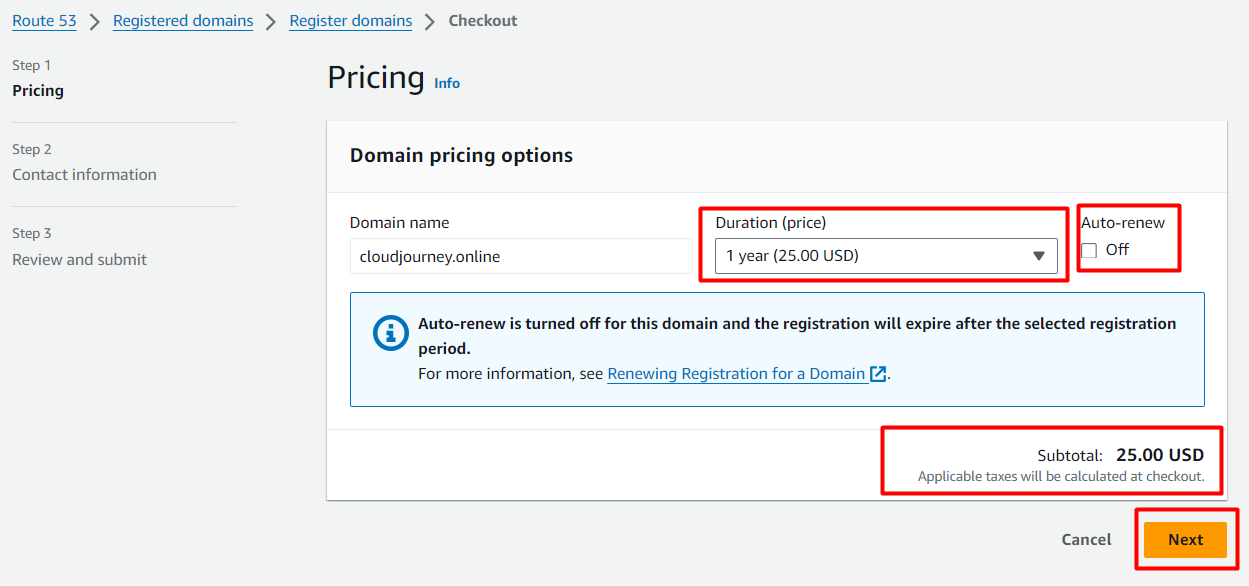 Route 53 > Registered domains > Register domains > Checkout
Step 1
Pricing
Step 2
Contact information
Step 3
Review and submit
Pricing Info
Domain pricing options
Domain name
cloudjourney.online
Duration (price)
1 year (25.00 USD)
Auto-renew
Off
Auto-renew is turned off for this domain and the registration will expire after the selected registration
period.
For more information, see Renewing Registration for a Domain.
Subtotal: 25.00 USD
Applicable taxes will be calculated at checkout.
Cancel
Next